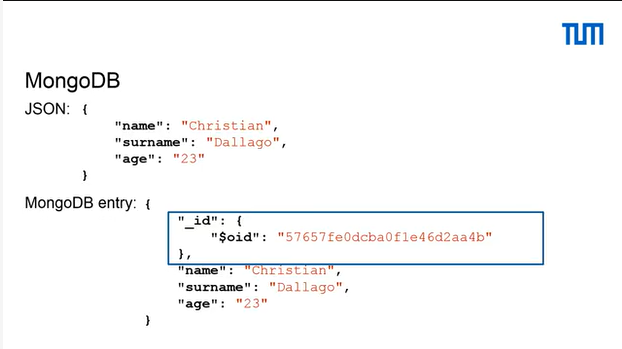 TUM
MongoDB
JSON: {
"name": "Christian",
"surname": "Dallago",
"age": "23"
}
MongoDB entry: {
"_id": {
"$oid": "57657fe0dcba0f1e46d2aa4b"
},
"name": "Christian",
"surname": "Dallago",
"age": "23"
}